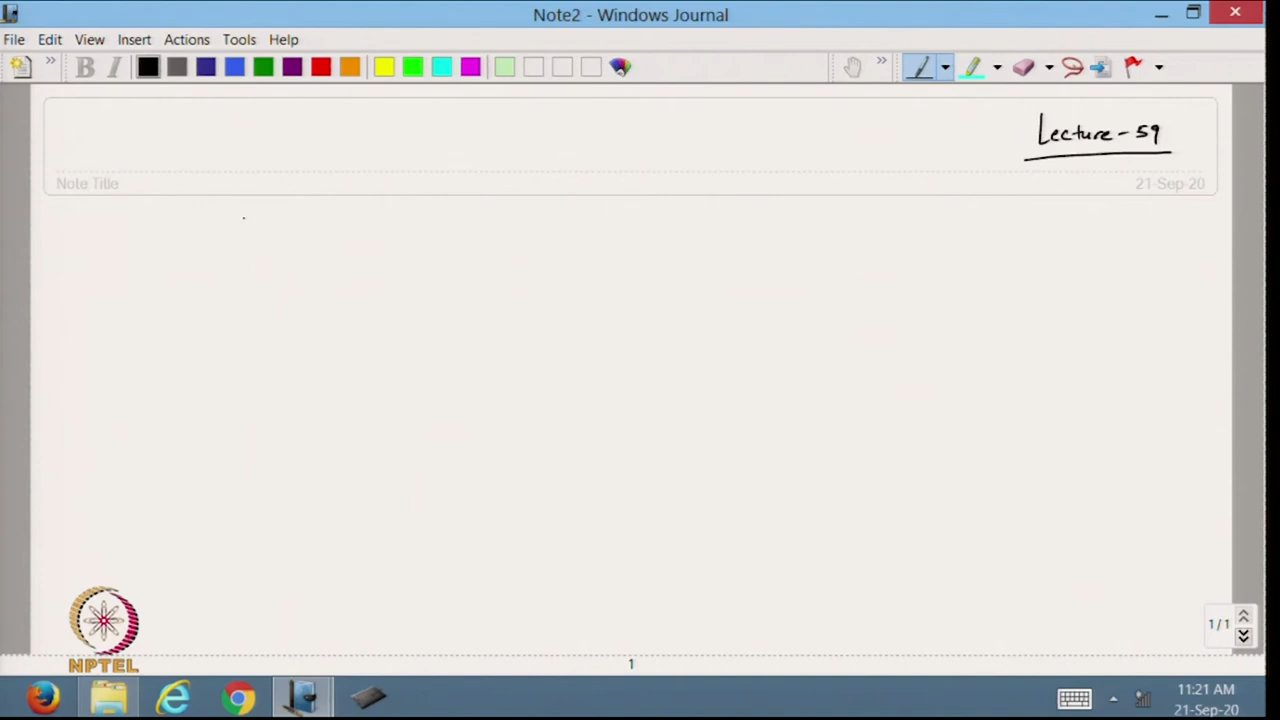 Note2 - Windows Journal
File Edit View Insert Actions Tools Help
B I
Lecture - 59
Note Title
21-Sep-20
1/1
NPTEL
1
11:21 AM
21-Sep-20